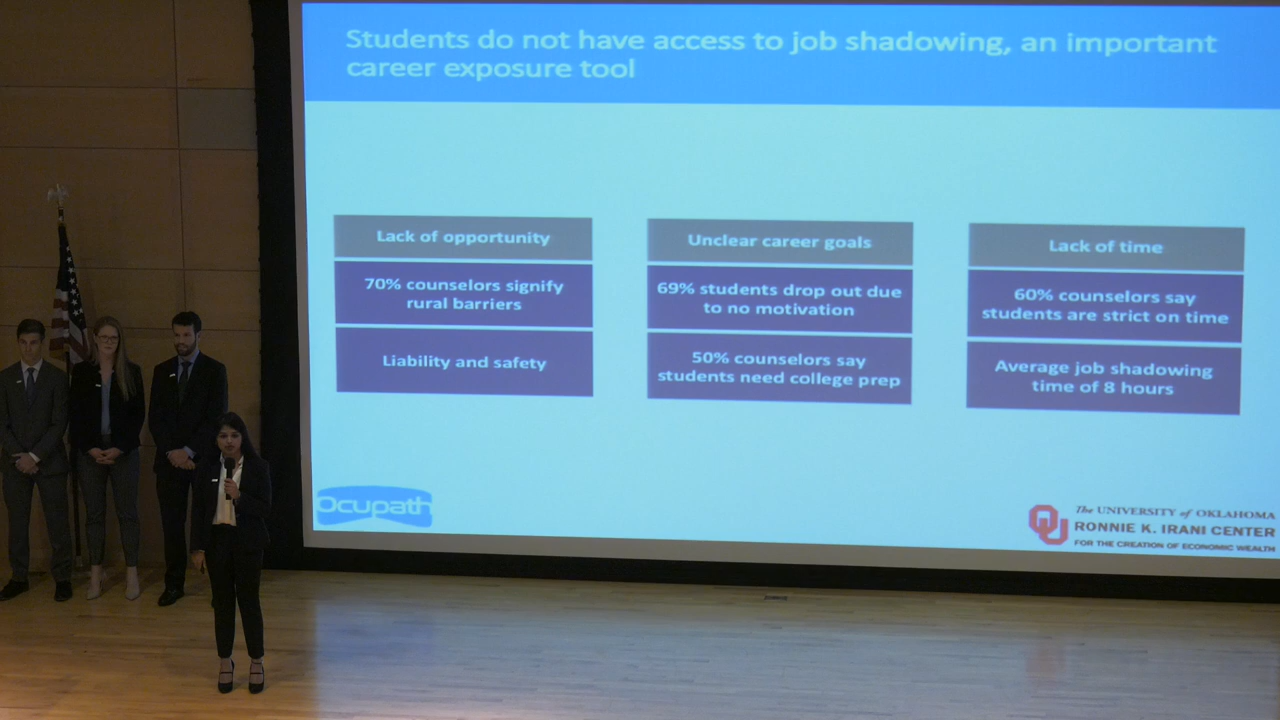 Students do not have access to job shadowing, an important
career exposure tool
Lack of opportunity
70% counselors signify
rural barriers
Liability and safety
Unclear career goals
69% students drop out due
to no motivation
50% counselors say
students need college prep
Lack of time
60% counselors say
students are strict on time
Average job shadowing
time of 8 hours
Ocupath
The UNIVERSITY of OKLAHOMA
RONNIE K. IRANI CENTER
FOR THE CREATION OF ECONOMIC WEALTH